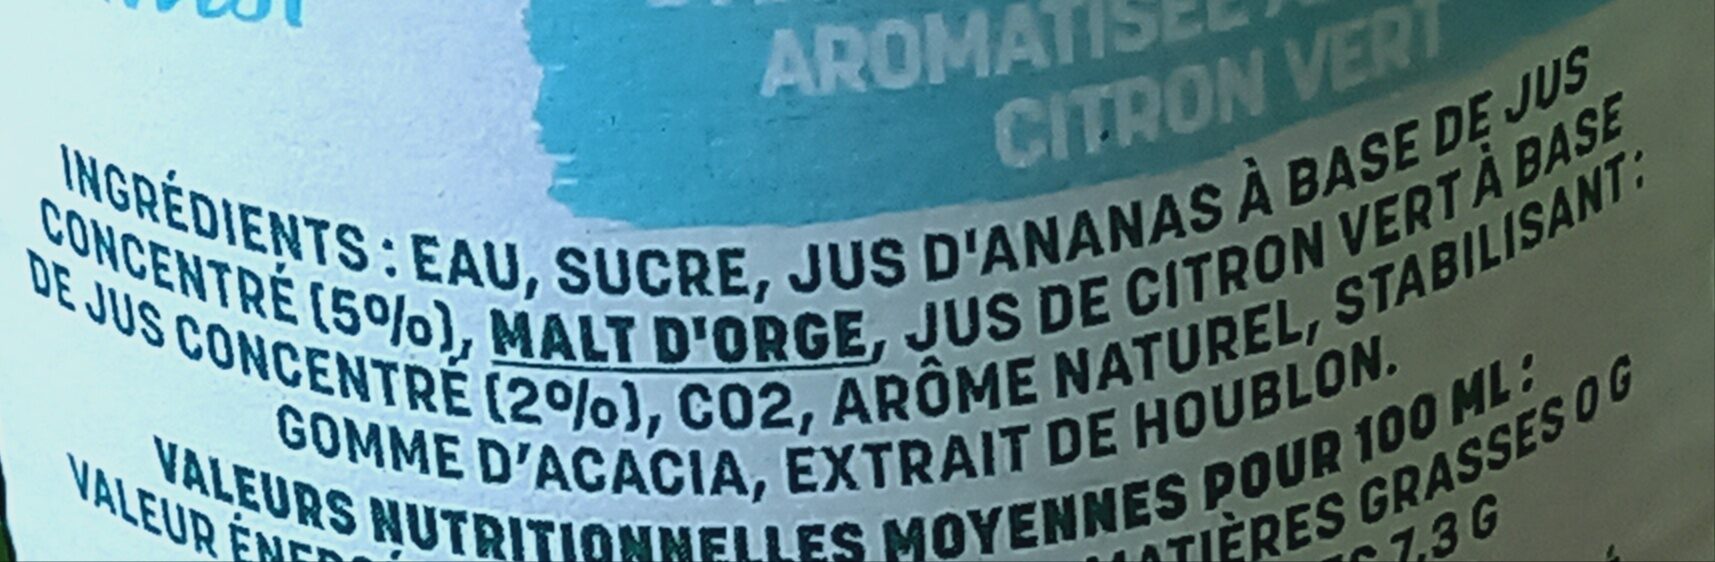 AROMATISÉE
CITRON VERT
INGRÉDIENTS : EAU, SUCRE, JUS D'ANANAS À BASE DE JUS
CONCENTRÉ (5%), MALT D'ORGE, JUS DE CITRON VERT À BASE
DE JUS CONCENTRÉ (2%), CO2, ARÔME NATUREL, STABILISANT :
GOMME D'ACACIA, EXTRAIT DE HOUBLON.
VALEURS NUTRITIONNELLES MOYENNES POUR 100 ML :
VALEUR MATIÈRES GRASSES 0 G
7,3 G